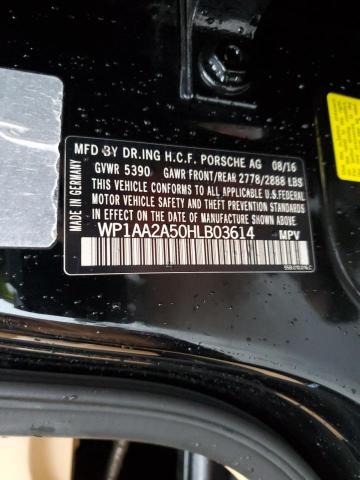 MFD BY DR.ING H.C.F. PORSCHE AG 08/16
GVWR 5390 GAWR FRONT/REAR 2778/2888 LBS
THIS VEHICLE CONFORMS TO ALL APPLICABLE U.S.FEDERAL
MOTOR VEHICLE SAFETY, BUMPER, AND THEFT PREVENTION
STANDARDS IN EFFECT ON THE DATE OF MANUFACTURE SHOWN ABOVE
WP1AA2A50HLB03614 MPV
MADE IN GERMANY